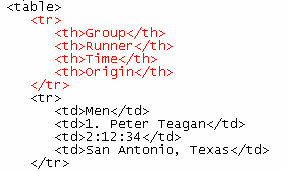 <table>
<tr>
<th>Group</th>
<th>Runner</th>
<th>Time</th>
<th>Origin</th>
</tr>
<tr>
<td>Men</td>
<td>1. Peter Teagan</td>
<td>2:12:34</td>
<td>San Antonio, Texas</td>
</tr>